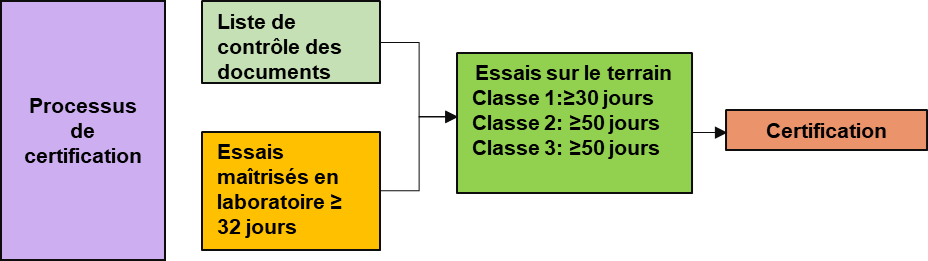 Processus
de
certification
Liste de
contrôle des
documents
Essais
maîtrisés en
laboratoire ≥
32 jours
Essais sur le terrain
Classe 1:≥30 jours
Classe 2: ≥50 jours
Classe 3: ≥50 jours
Certification